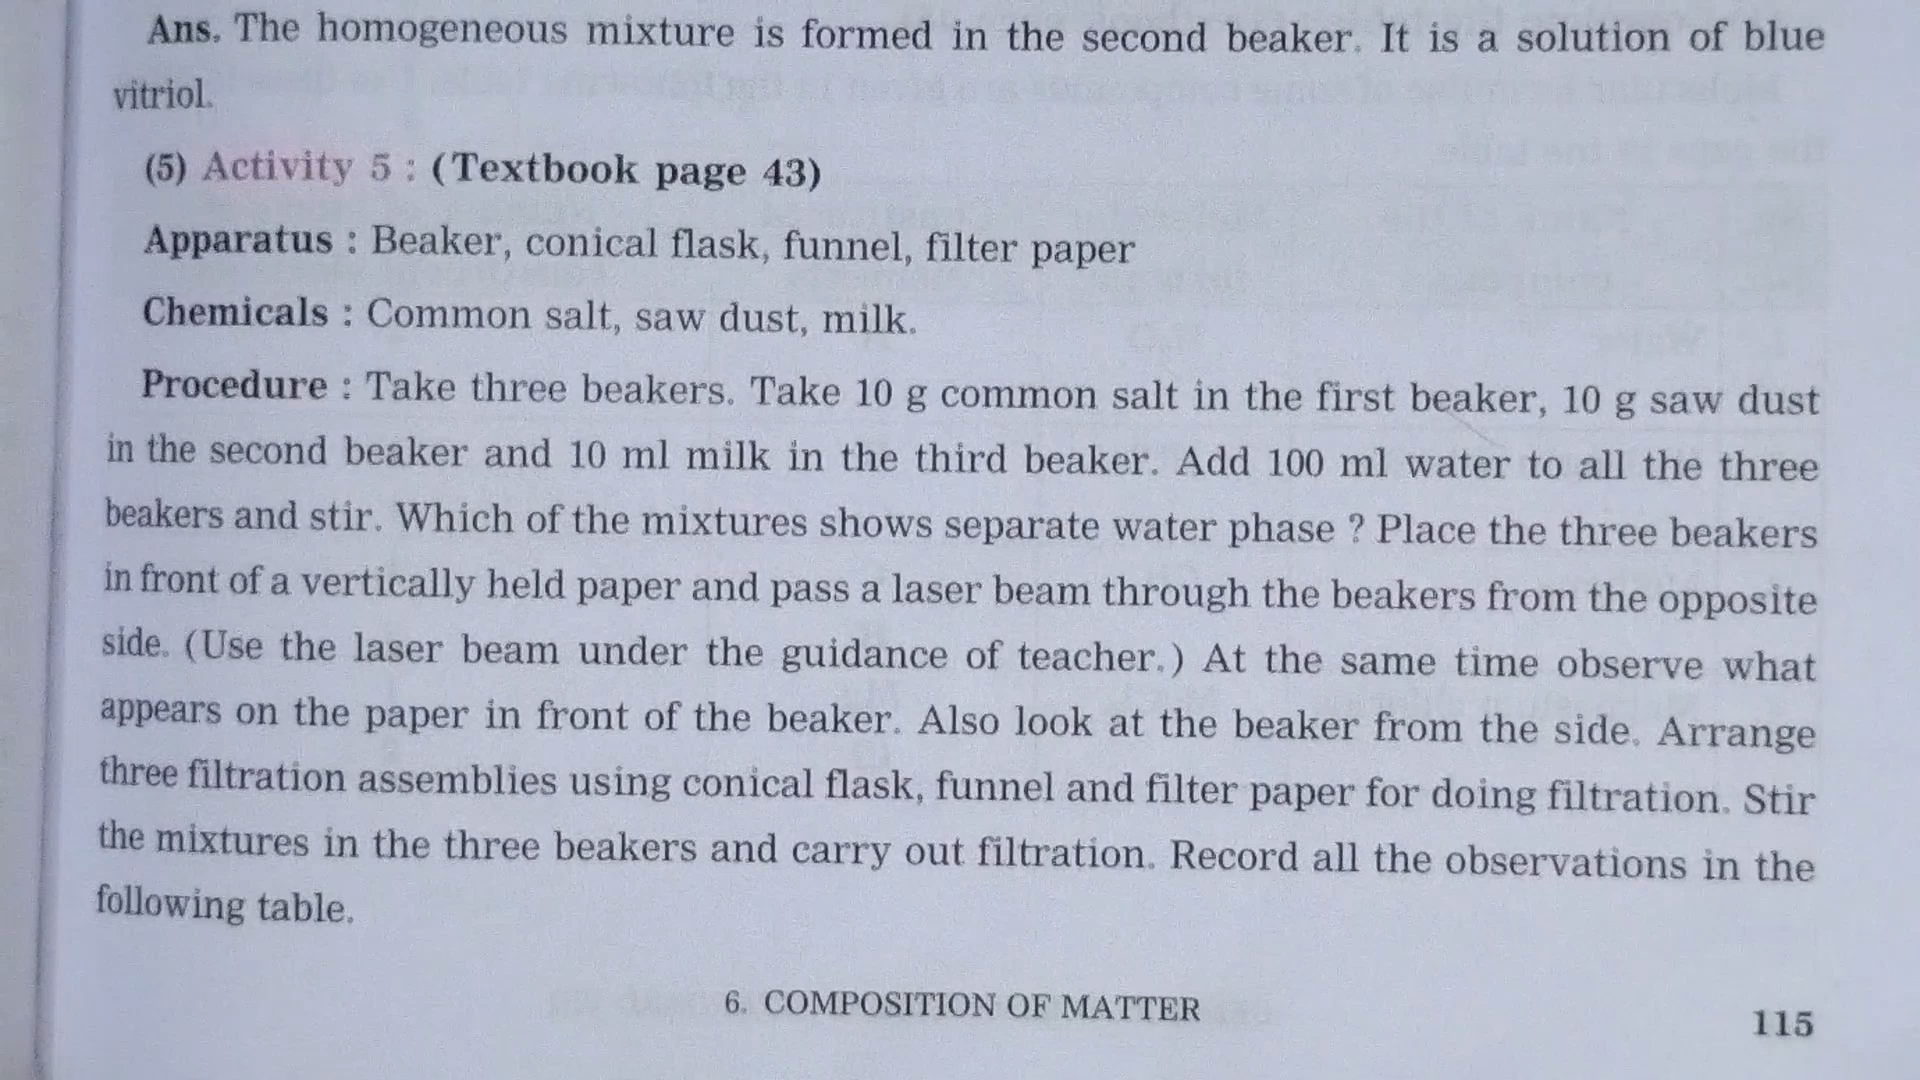 Ans. The homogeneous mixture is formed in the second beaker. It is a solution of blue
vitriol.
(5) Activity 5 : (Textbook page 43)
Apparatus : Beaker, conical flask, funnel, filter paper
Chemicals : Common salt, saw dust, milk.
Procedure : Take three beakers. Take 10 g common salt in the first beaker, 10 g saw dust
in the second beaker and 10 ml milk in the third beaker. Add 100 ml water to all the three
beakers and stir. Which of the mixtures shows separate water phase ? Place the three beakers
in front of a vertically held paper and pass a laser beam through the beakers from the opposite
side. (Use the laser beam under the guidance of teacher.) At the same time observe what
appears on the paper in front of the beaker. Also look at the beaker from the side. Arrange
three filtration assemblies using conical flask, funnel and filter paper for doing filtration. Stir
the mixtures in the three beakers and carry out filtration. Record all the observations in the
following table.
6. COMPOSITION OF MATTER
115